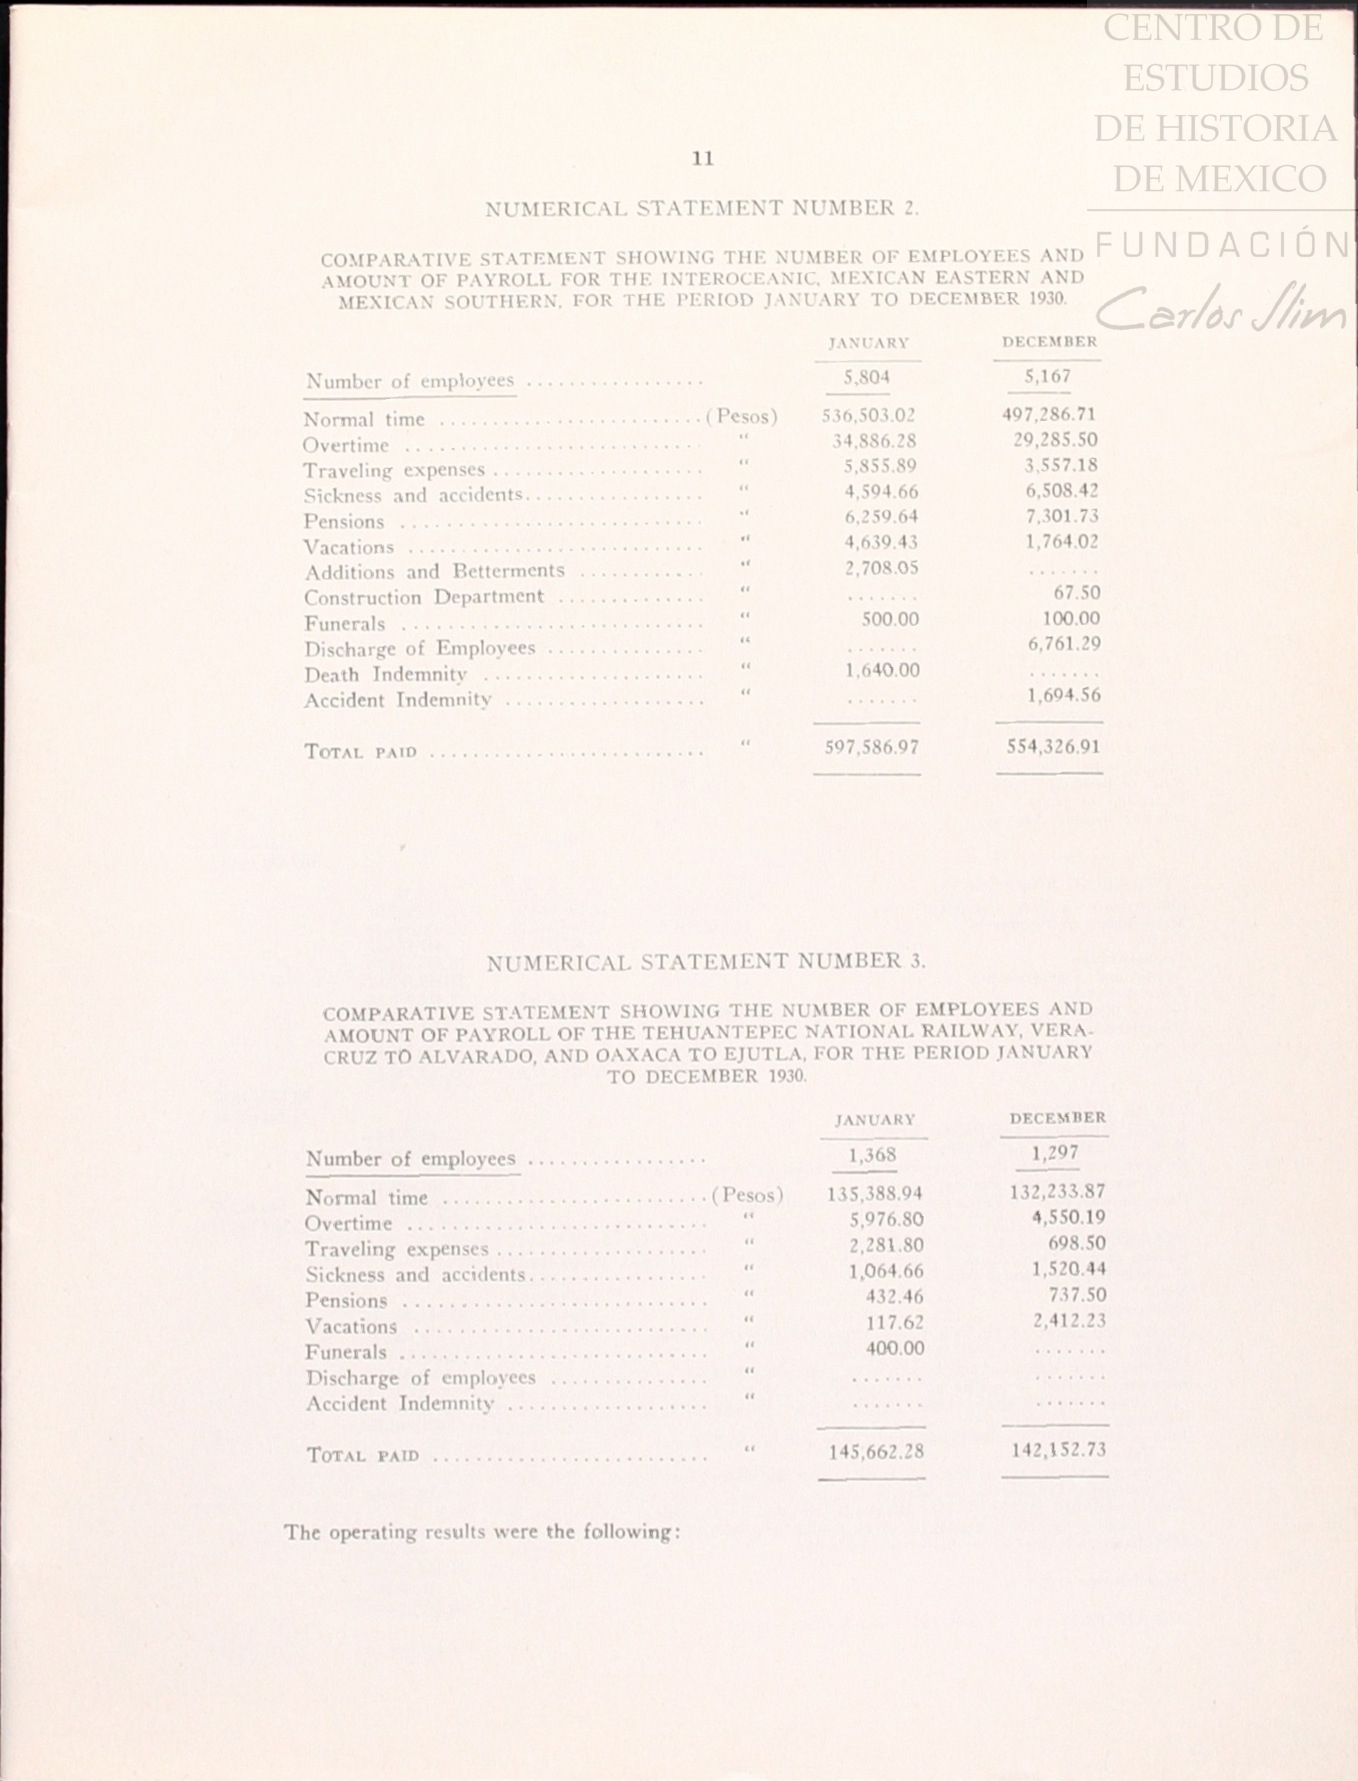 CENTRO DE
ESTUDIOS
DE HISTORIA
DE MEXICO
FUNDACIÓN
Carlos Slim
11
NUMERICAL STATEMENT NUMBER 2.
COMPARATIVE STATEMENT SHOWING THE NUMBER OF EMPLOYEES AND
AMOUNT OF PAYROLL FOR THE INTEROCEANIC, MEXICAN EASTERN AND
MEXICAN SOUTHERN, FOR THE PERIOD JANUARY TO DECEMBER 1930.
JANUARY DECEMBER
Number of employees ................. 5,804 5,167
Normal time ......................... (Pesos) 536,503.02 497,286.71
Overtime ........................... " 34,886.28 29,285.50
Traveling expenses .................... " 5,855.89 3,557.18
Sickness and accidents................. " 4,594.66 6,508.42
Pensions ............................ " 6,259.64 7,301.73
Vacations ........................... " 4,639.43 1,764.02
Additions and Betterments ............ " 2,708.05 .......
Construction Department .............. " ....... 67.50
Funerals ............................ " 500.00 100.00
Discharge of Employees ............... " ....... 6,761.29
Death Indemnity ..................... " 1,640.00 .......
Accident Indemnity ................... " ....... 1,694.56
TOTAL PAID .......................... " 597,586.97 554,326.91
NUMERICAL STATEMENT NUMBER 3.
COMPARATIVE STATEMENT SHOWING THE NUMBER OF EMPLOYEES AND
AMOUNT OF PAYROLL OF THE TEHUANTEPEC NATIONAL RAILWAY, VERA-
CRUZ TO ALVARADO, AND OAXACA TO EJUTLA, FOR THE PERIOD JANUARY
TO DECEMBER 1930.
JANUARY DECEMBER
Number of employees ................. 1,368 1,297
Normal time ......................... (Pesos) 135,388.94 132,233.87
Overtime ............................ " 5,976.80 4,550.19
Traveling expenses .................... " 2,281.80 698.50
Sickness and accidents................. " 1,064.66 1,520.44
Pensions ............................ " 432.46 737.50
Vacations ........................... " 117.62 2,412.23
Funerals ............................. " 400.00 .......
Discharge of employees ............... " ....... .......
Accident Indemnity ................... " ....... .......
TOTAL PAID .......................... " 145,662.28 142,152.73
The operating results were the following: